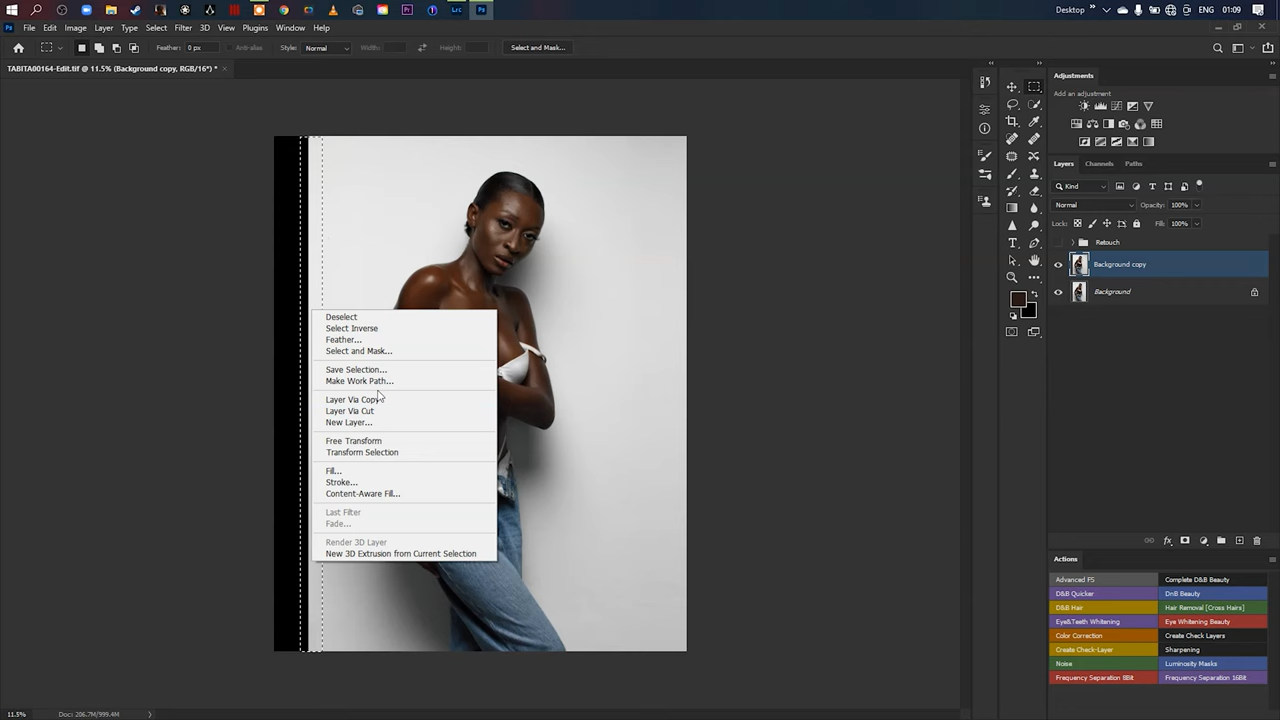 Desktop
ENG
01:09
File Edit Image Layer Type Select Filter 3D View Plugins Window Help
Feather: 0 px Anti-alias Style: Normal Width: Height: Select and Mask...
TABITA00164-Edit.tif @ 11.5% (Background copy, RGB/16*) *
Deselect
Select Inverse
Feather...
Select and Mask...
Save Selection...
Make Work Path...
Layer Via Copy
Layer Via Cut
New Layer...
Free Transform
Transform Selection
Fill...
Stroke...
Content-Aware Fill...
Last Filter
Fade...
Render 3D Layer
New 3D Extrusion from Current Selection
Adjustments
Add an adjustment
Layers Channels Paths
Kind
Normal Opacity: 100%
Lock: Fill: 100%
Retouch
Background copy
Background
Actions
Advanced FS Complete D&B Beauty
D&B Quicker DnB Beauty
D&B Hair Hair Removal [Cross Hairs]
Eye&Teeth Whitening Eye Whitening Beauty
Color Correction Create Check Layers
Create Check-Layer Sharpening
Noise Luminosity Masks
Frequency Separation 8Bit Frequency Separation 16Bit
11.5% Doc: 206.7M/999.4M